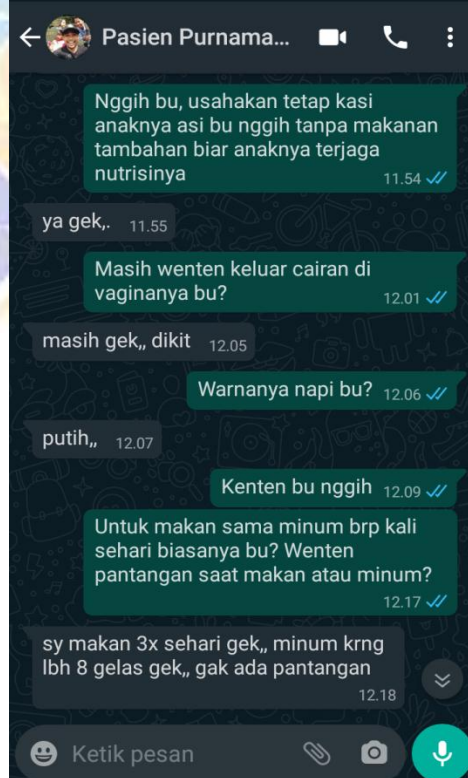 Pasien Purnama...
Nggih bu, usahakan tetap kasi
anaknya asi bu nggih tanpa makanan
tambahan biar anaknya terjaga
nutrisinya
11.54
ya gek,. 11.55
Masih wenten keluar cairan di
vaginanya bu?
12.01
masih gek,, dikit 12.05
Warnanya napi bu? 12.06
putih,, 12.07
Kenten bu nggih 12.09
Untuk makan sama minum brp kali
sehari biasanya bu? Wenten
pantangan saat makan atau minum?
12.17
sy makan 3x sehari gek,, minum krng
lbh 8 gelas gek,, gak ada pantangan
12.18
Ketik pesan